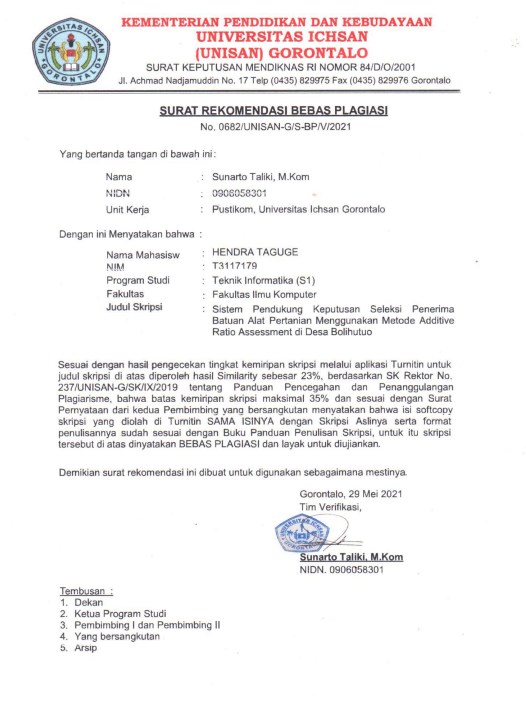 KEMENTERIAN PENDIDIKAN DAN KEBUDAYAAN
UNIVERSITAS ICHSAN
(UNISAN) GORONTALO
SURAT KEPUTUSAN MENDIKNAS RI NOMOR 84/D/O/2001
Jl. Achmad Nadjamuddin No. 17 Telp (0435) 829975 Fax (0435) 829976 Gorontalo
SURAT REKOMENDASI BEBAS PLAGIASI
No. 0682/UNISAN-G/S-BP/V/2021
Yang bertanda tangan di bawah ini :
Nama : Sunarto Taliki, M.Kom
NIDN : 0906058301
Unit Kerja : Pustikom, Universitas Ichsan Gorontalo
Dengan ini Menyatakan bahwa :
Nama Mahasisw : HENDRA TAGUGE
NIM : T3117179
Program Studi : Teknik Informatika (S1)
Fakultas : Fakultas Ilmu Komputer
Judul Skripsi : Sistem Pendukung Keputusan Seleksi Penerima
Batuan Alat Pertanian Menggunakan Metode Additive
Ratio Assessment di Desa Bolihutuo
Sesuai dengan hasil pengecekan tingkat kemiripan skripsi melalui aplikasi Turnitin untuk
judul skripsi di atas diperoleh hasil Similarity sebesar 23%, berdasarkan SK Rektor No.
237/UNISAN-G/SK/IX/2019 tentang Panduan Pencegahan dan Penanggulangan
Plagiarisme, bahwa batas kemiripan skripsi maksimal 35% dan sesuai dengan Surat
Pernyataan dari kedua Pembimbing yang bersangkutan menyatakan bahwa isi softcopy
skripsi yang diolah di Turnitin SAMA ISINYA dengan Skripsi Aslinya serta format
penulisannya sudah sesuai dengan Buku Panduan Penulisan Skripsi, untuk itu skripsi
tersebut di atas dinyatakan BEBAS PLAGIASI dan layak untuk diujiankan.
Demikian surat rekomendasi ini dibuat untuk digunakan sebagaimana mestinya.
Gorontalo, 29 Mei 2021
Tim Verifikasi,
UNIVERSITAS ICHSAN
GORONTALO
Sunarto Taliki, M.Kom
NIDN. 0906058301
Tembusan :
1. Dekan
2. Ketua Program Studi
3. Pembimbing I dan Pembimbing II
4. Yang bersangkutan
5. Arsip